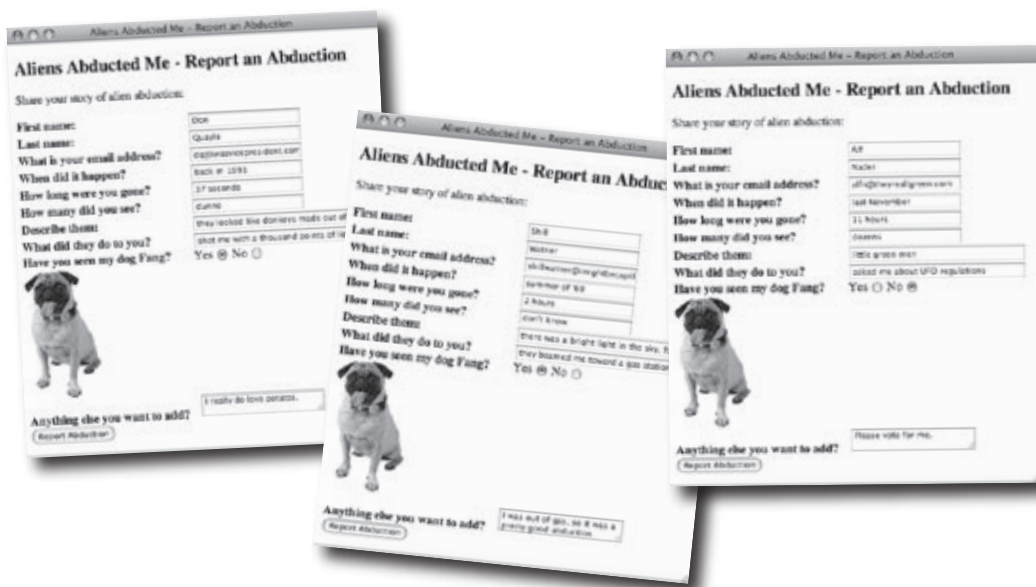 Aliens Abducted Me - Report an Abduction
Aliens Abducted Me - Report an Abduction
Share your story of alien abduction:
First name: Don
Last name: Quayle
What is your email address?
When did it happen? back in 1991
How long were you gone? 37 seconds
How many did you see? dunno
Describe them: they looked like donkeys made out of
What did they do to you? shot me with a thousand points of
Have you seen my dog Fang? Yes No
Anything else you want to add? I really do love potatos.
Report Abduction
Aliens Abducted Me - Report an Abduction
Aliens Abducted Me - Report an Abduc
Share your story of alien abduction:
First name: Shill
Last name: Watner
What is your email address?
When did it happen? summer of '69
How long were you gone? 2 hours
How many did you see? don't know
Describe them: there was a bright light in the sky,
What did they do to you? they beamed me toward a gas station
Have you seen my dog Fang? Yes No
Anything else you want to add? I was out of gas, so it was a
pretty good abduction
Report Abduction
Aliens Abducted Me - Report an Abduction
Aliens Abducted Me - Report an Abduction
Share your story of alien abduction:
First name: Alf
Last name: Nader
What is your email address?
When did it happen? last November
How long were you gone? 11 hours
How many did you see? dozens
Describe them: little green men
What did they do to you? asked me about UFO regulations
Have you seen my dog Fang? Yes No
Anything else you want to add? Please vote for me.
Report Abduction